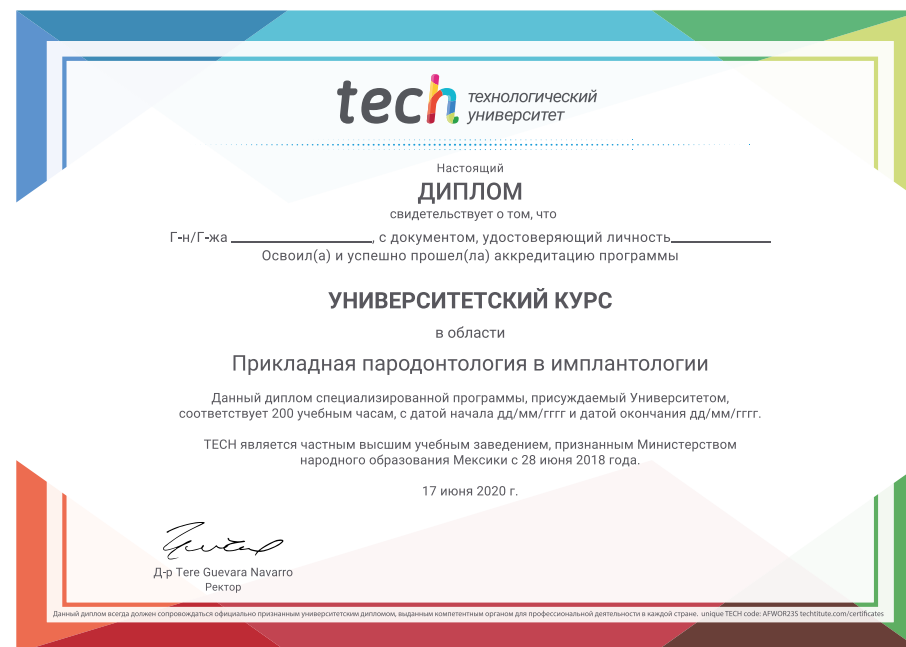 tech технологический
университет
Настоящий
ДИПЛОМ
свидетельствует о том, что
Г-н/Г-жа ____________________, с документом, удостоверяющий личность______________
Освоил(а) и успешно прошел(ла) аккредитацию программы
УНИВЕРСИТЕТСКИЙ КУРС
в области
Прикладная пародонтология в имплантологии
Данный диплом специализированной программы, присуждаемый Университетом,
соответствует 200 учебным часам, с датой начала дд/мм/гггг и датой окончания дд/мм/гггг.
TECH является частным высшим учебным заведением, признанным Министерством
народного образования Мексики с 28 июня 2018 года.
17 июня 2020 г.
Д-р Tere Guevara Navarro
Ректор
Данный диплом всегда должен сопровождаться официально признанным университетским дипломом, выданным компетентным органом для профессиональной деятельности в каждой стране. unique TECH code: AFWOR23S techtitute.com/certificates